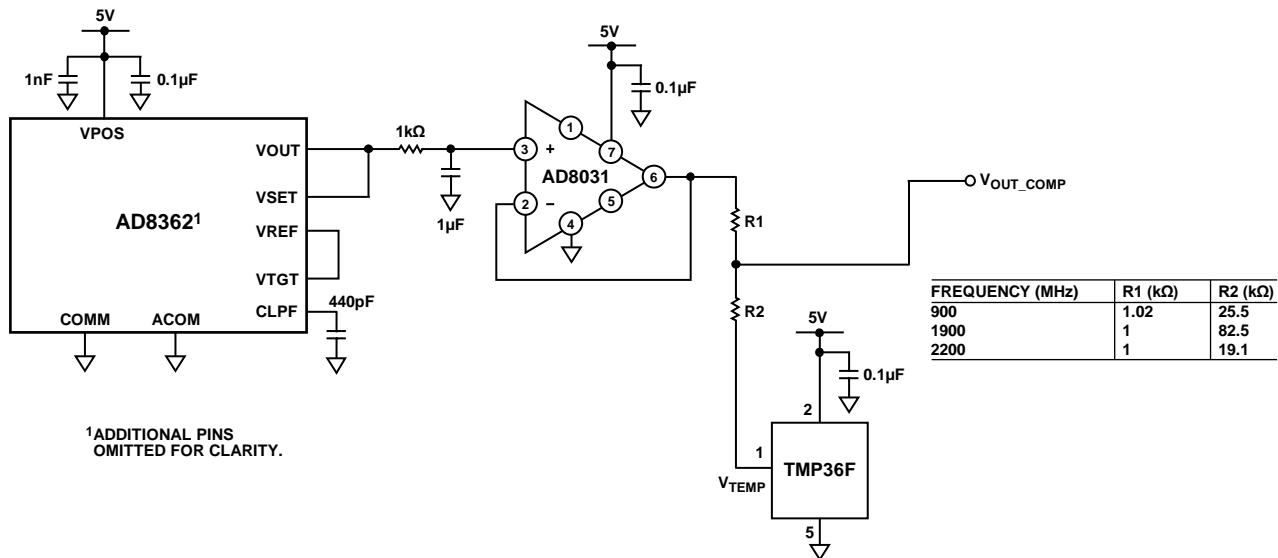 5V
1nF
0.1µF
VPOS
VOUT
VSET
AD8362¹
VREF
VTGT
CLPF
COMM
ACOM
440pF
1kΩ
1µF
5V
0.1µF
3
+
1
7
AD8031
6
2
–
5
4
R1
R2
VOUT_COMP
FREQUENCY (MHz) R1 (kΩ) R2 (kΩ)
900 1.02 25.5
1900 1 82.5
2200 1 19.1
5V
0.1µF
2
1
VTEMP
TMP36F
5
¹ADDITIONAL PINS
OMITTED FOR CLARITY.